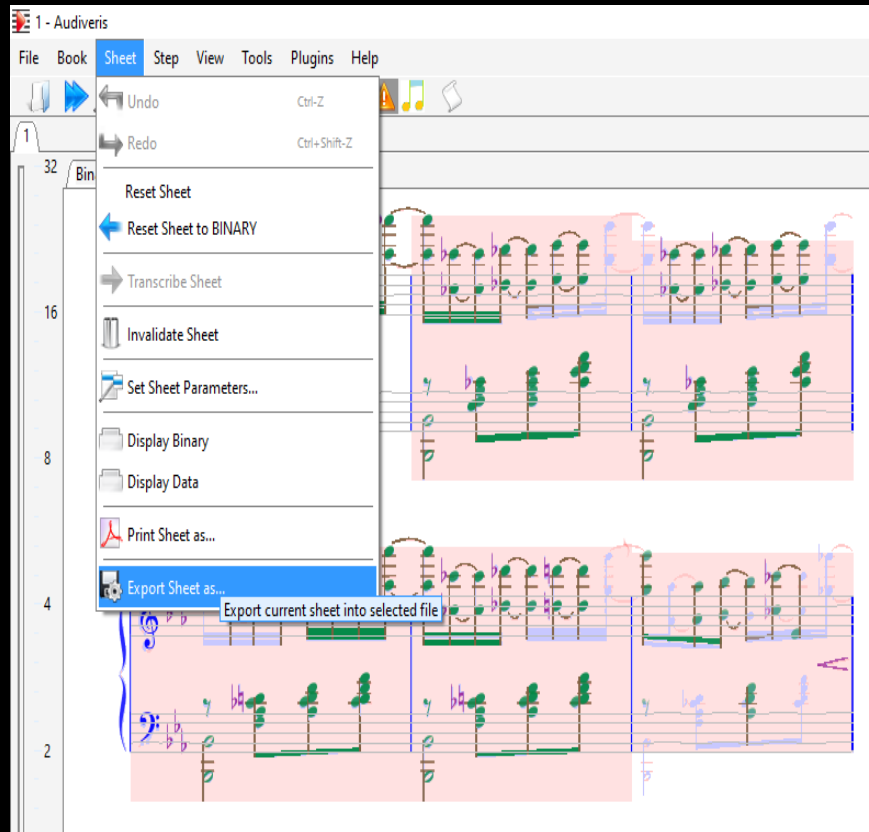 1 - Audiveris
File Book Sheet Step View Tools Plugins Help
Undo Ctrl-Z
Redo Ctrl+Shift-Z
1
32
Bin
Reset Sheet
Reset Sheet to BINARY
Transcribe Sheet
16
Invalidate Sheet
Set Sheet Parameters...
Display Binary
8
Display Data
Print Sheet as...
Export Sheet as...
4
Export current sheet into selected file
2